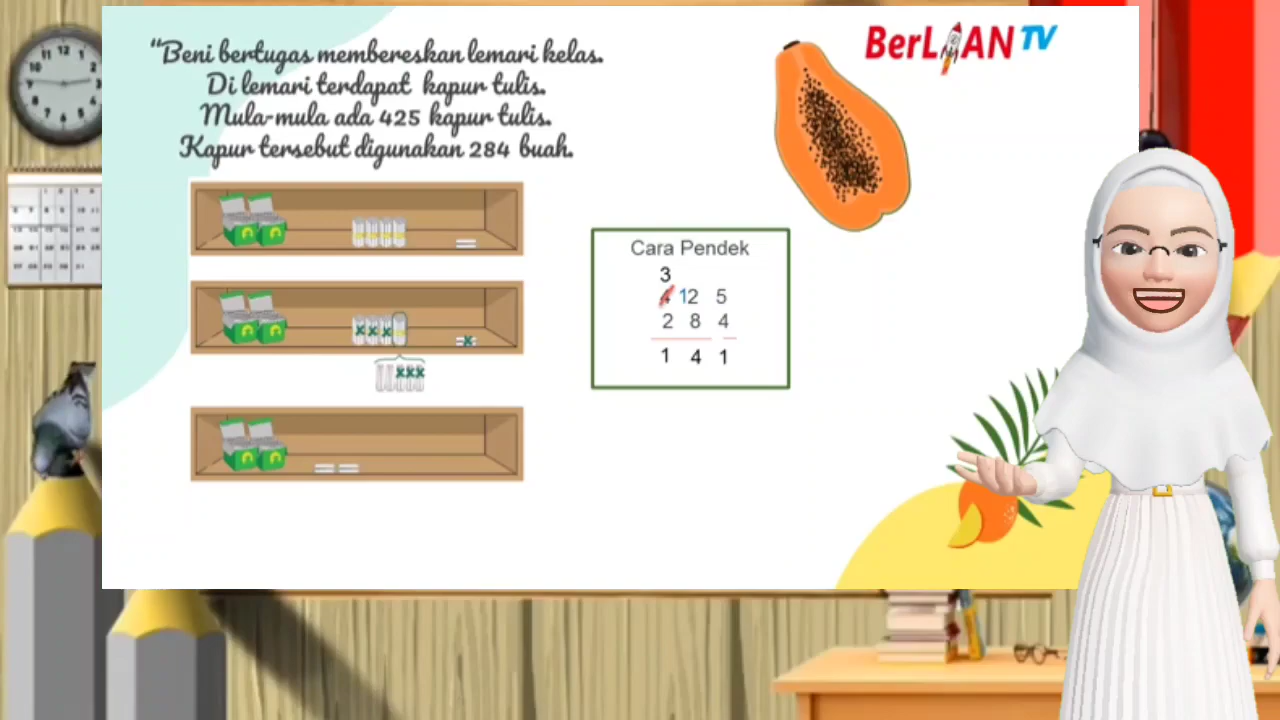 “Beni bertugas membereskan lemari kelas.
Di lemari terdapat kapur tulis.
Mula-mula ada 425 kapur tulis.
Kapur tersebut digunakan 284 buah.
BerLIAN TV
Cara Pendek
3
4 12 5
2 8 4
1 4 1